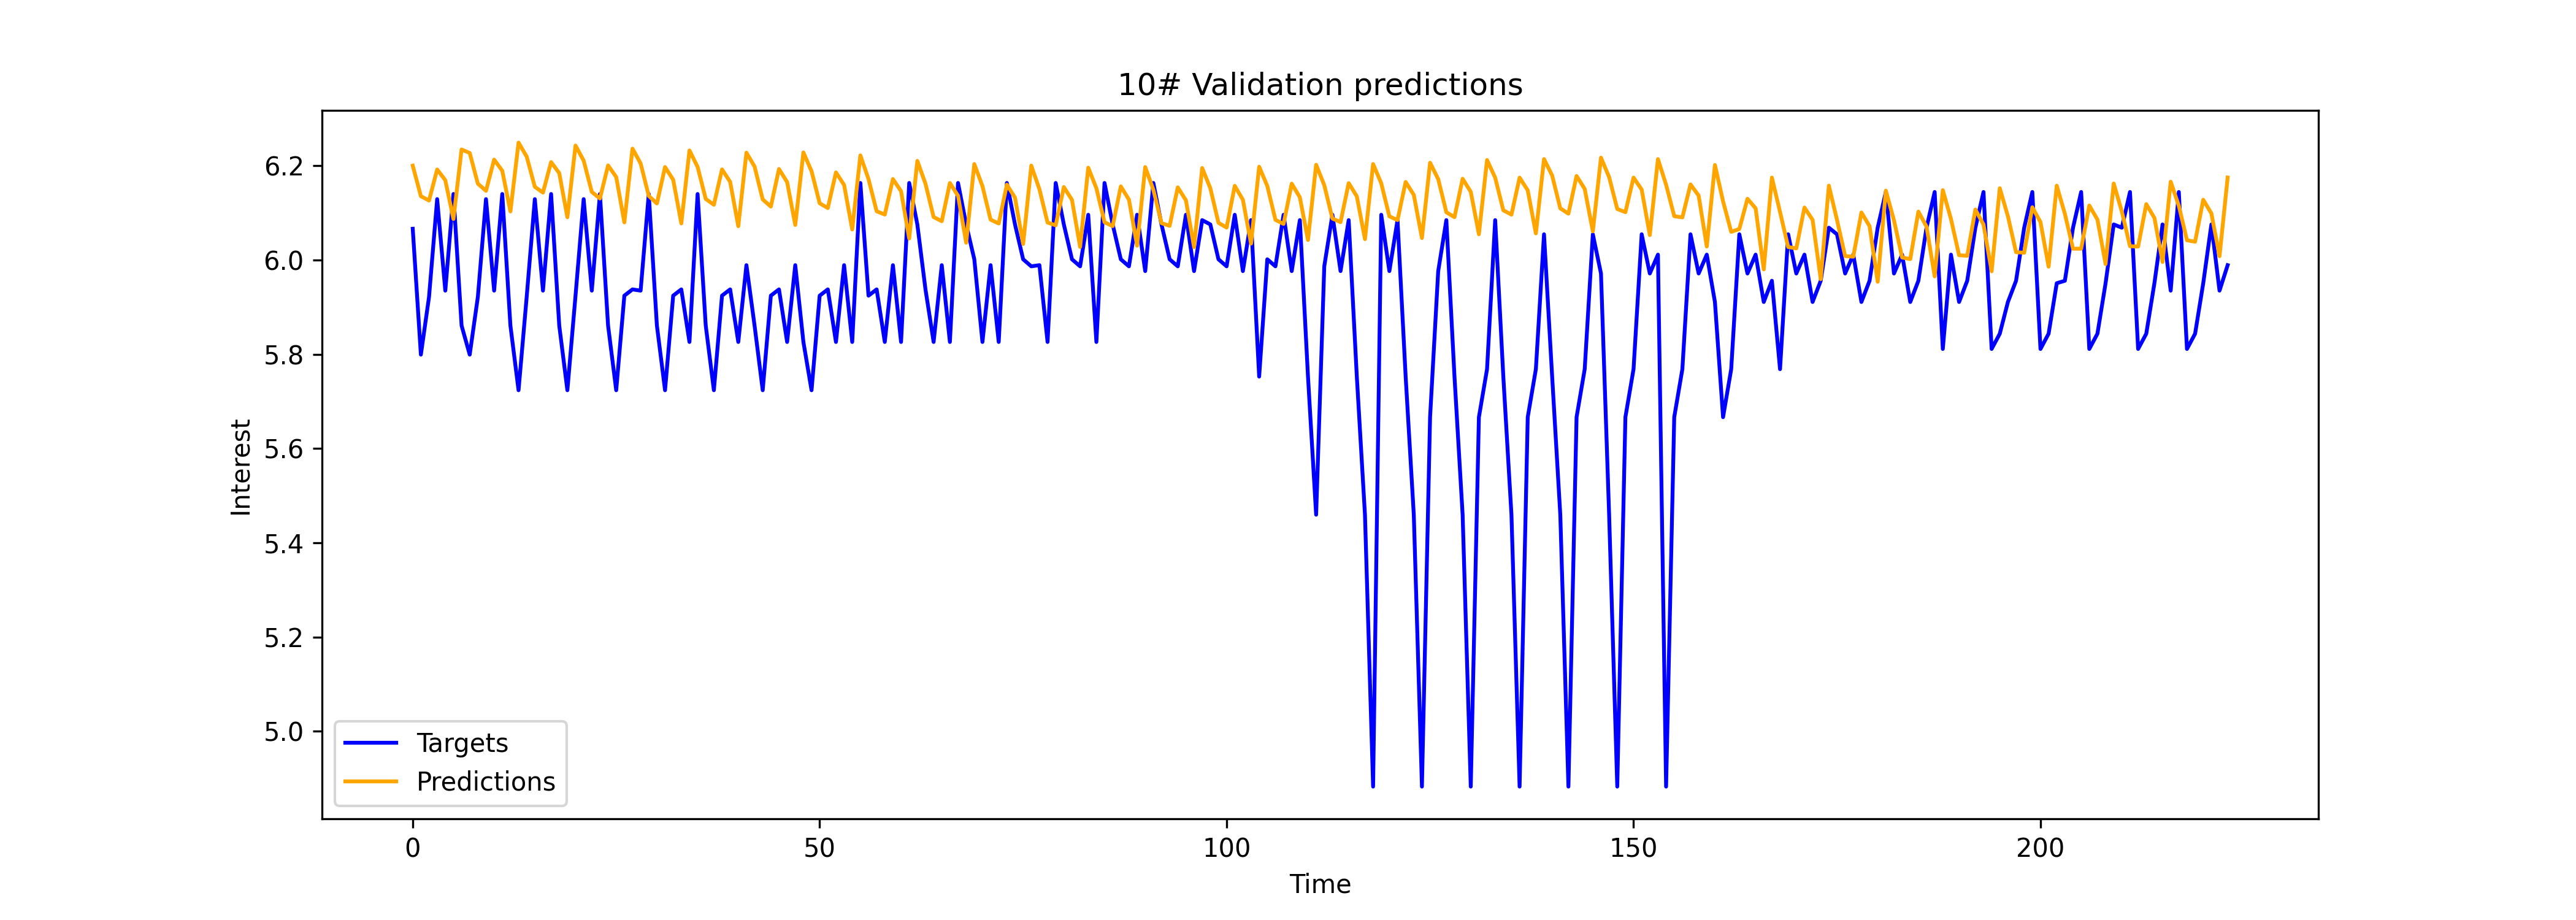 10# Validation predictions
Interest
6.2
6.0
5.8
5.6
5.4
5.2
5.0
Targets
Predictions
0 50 100 150 200
Time